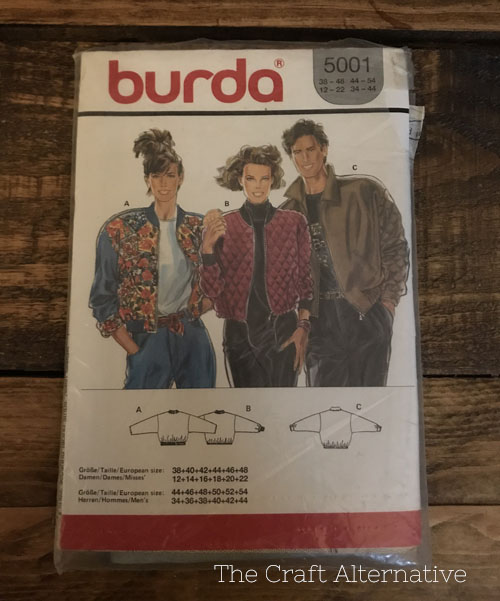 burda®
5001
38 - 48 44 - 54
12 - 22 34 - 44
A
B
C
A
B
C
Größe/Taille/European size: 38+40+42+44+46+48
Damen/Dames/Misses' 12+14+16+18+20+22
Größe/Taille/European size: 44+46+48+50+52+54
Herren/Hommes/Men's 34+36+38+40+42+44
The Craft Alternative